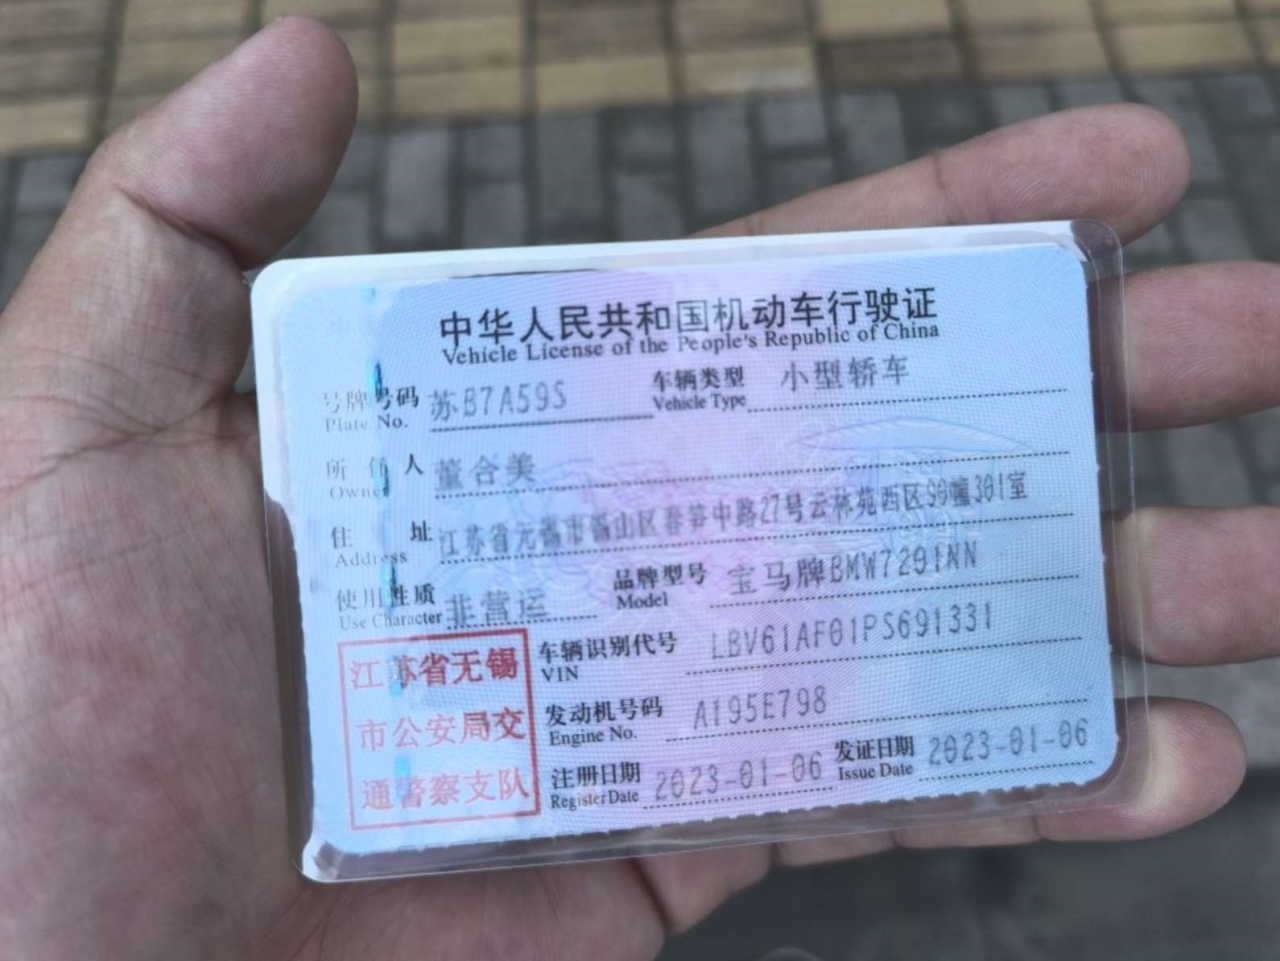 中华人民共和国机动车行驶证
Vehicle License of the People's Republic of China
号牌号码 苏B7A59S 车辆类型 小型轿车
Plate No. Vehicle Type
所有人 董合美
Owner
住址 江苏省无锡市锡山区春笋中路27号云林苑西区99幢301室
Address
使用性质 非营运 品牌型号 宝马牌BMW7201NN
Use Character Model
车辆识别代号 LBV61AF01PS691331
VIN
发动机号码 A195E798
Engine No.
注册日期 2023-01-06 发证日期 2023-01-06
Register Date Issue Date
江苏省无锡
市公安局交
通警察支队